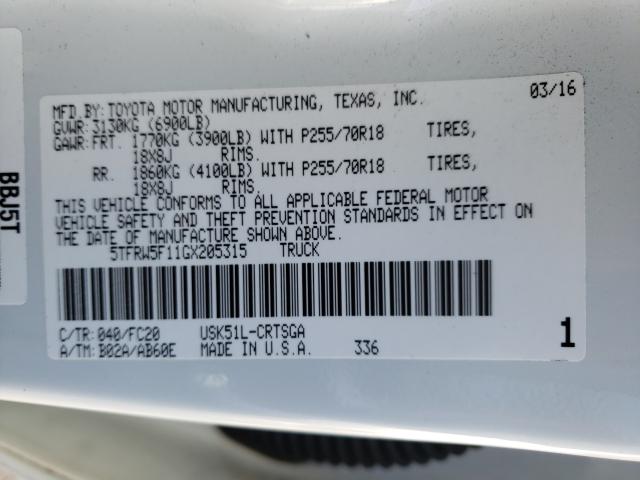 MFD.BY:TOYOTA MOTOR MANUFACTURING, TEXAS, INC. 03/16
GVWR:3130KG (6900LB)
GAWR:FRT. 1770KG (3900LB) WITH P255/70R18 TIRES,
18X8J RIMS.
RR. 1860KG (4100LB) WITH P255/70R18 TIRES,
18X8J RIMS.
THIS VEHICLE CONFORMS TO ALL APPLICABLE FEDERAL MOTOR
VEHICLE SAFETY AND THEFT PREVENTION STANDARDS IN EFFECT ON
THE DATE OF MANUFACTURE SHOWN ABOVE.
5TFRW5F11GX205315 TRUCK
C/TR:040/FC20 USK51L-CRTSGA
A/TM:B02A/AB60E MADE IN U.S.A. 336 1
BBJ5T